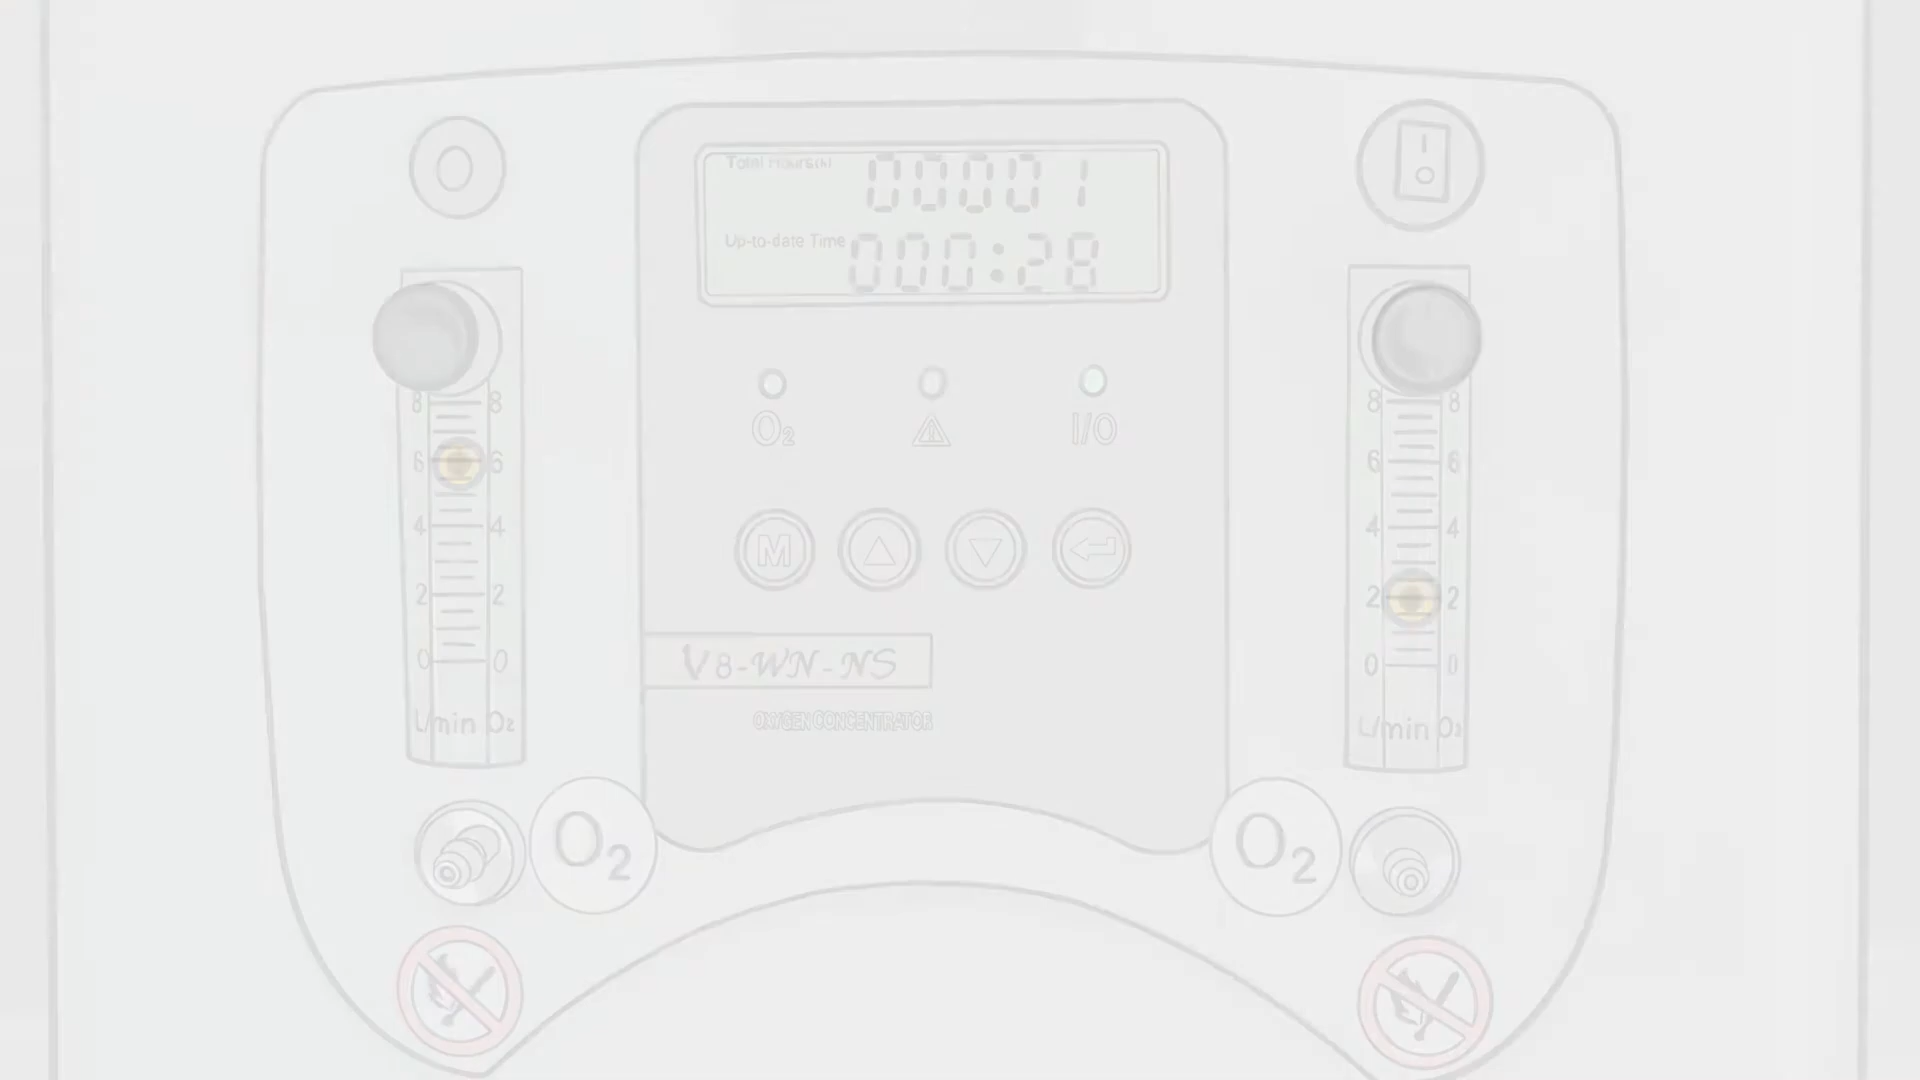 Total Hours(h) 00001
Up-to-date Time 000:28
8 8
6 6
4 4
2 2
0 0
L/min O₂
O₂
I/O
M
V8-WN-NS
OXYGEN CONCENTRATOR
8 8
6 6
4 4
2 2
0 0
L/min O₂
O₂
O₂